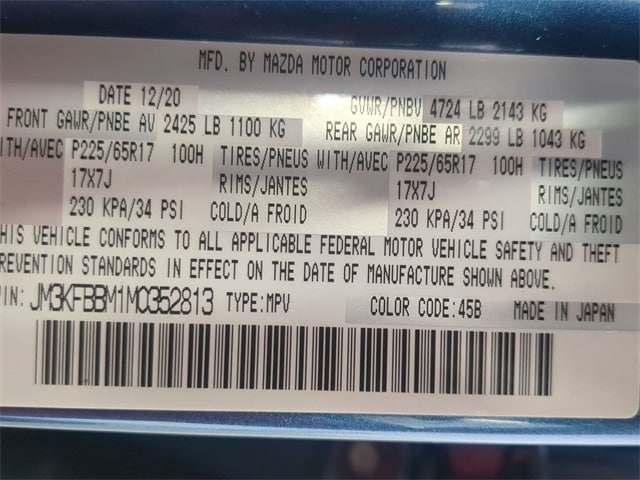 MFD. BY MAZDA MOTOR CORPORATION
DATE 12/20 GVWR/PNBV 4724 LB 2143 KG
FRONT GAWR/PNBE AV 2425 LB 1100 KG REAR GAWR/PNBE AR 2299 LB 1043 KG
WITH/AVEC P225/65R17 100H TIRES/PNEUS WITH/AVEC P225/65R17 100H TIRES/PNEUS
17X7J RIMS/JANTES 17X7J RIMS/JANTES
230 KPA/34 PSI COLD/A FROID 230 KPA/34 PSI COLD/A FROID
HIS VEHICLE CONFORMS TO ALL APPLICABLE FEDERAL MOTOR VEHICLE SAFETY AND THEFT
REVENTION STANDARDS IN EFFECT ON THE DATE OF MANUFACTURE SHOWN ABOVE.
IN: JM3KFBBM1M0352813 TYPE:MPV COLOR CODE:45B MADE IN JAPAN